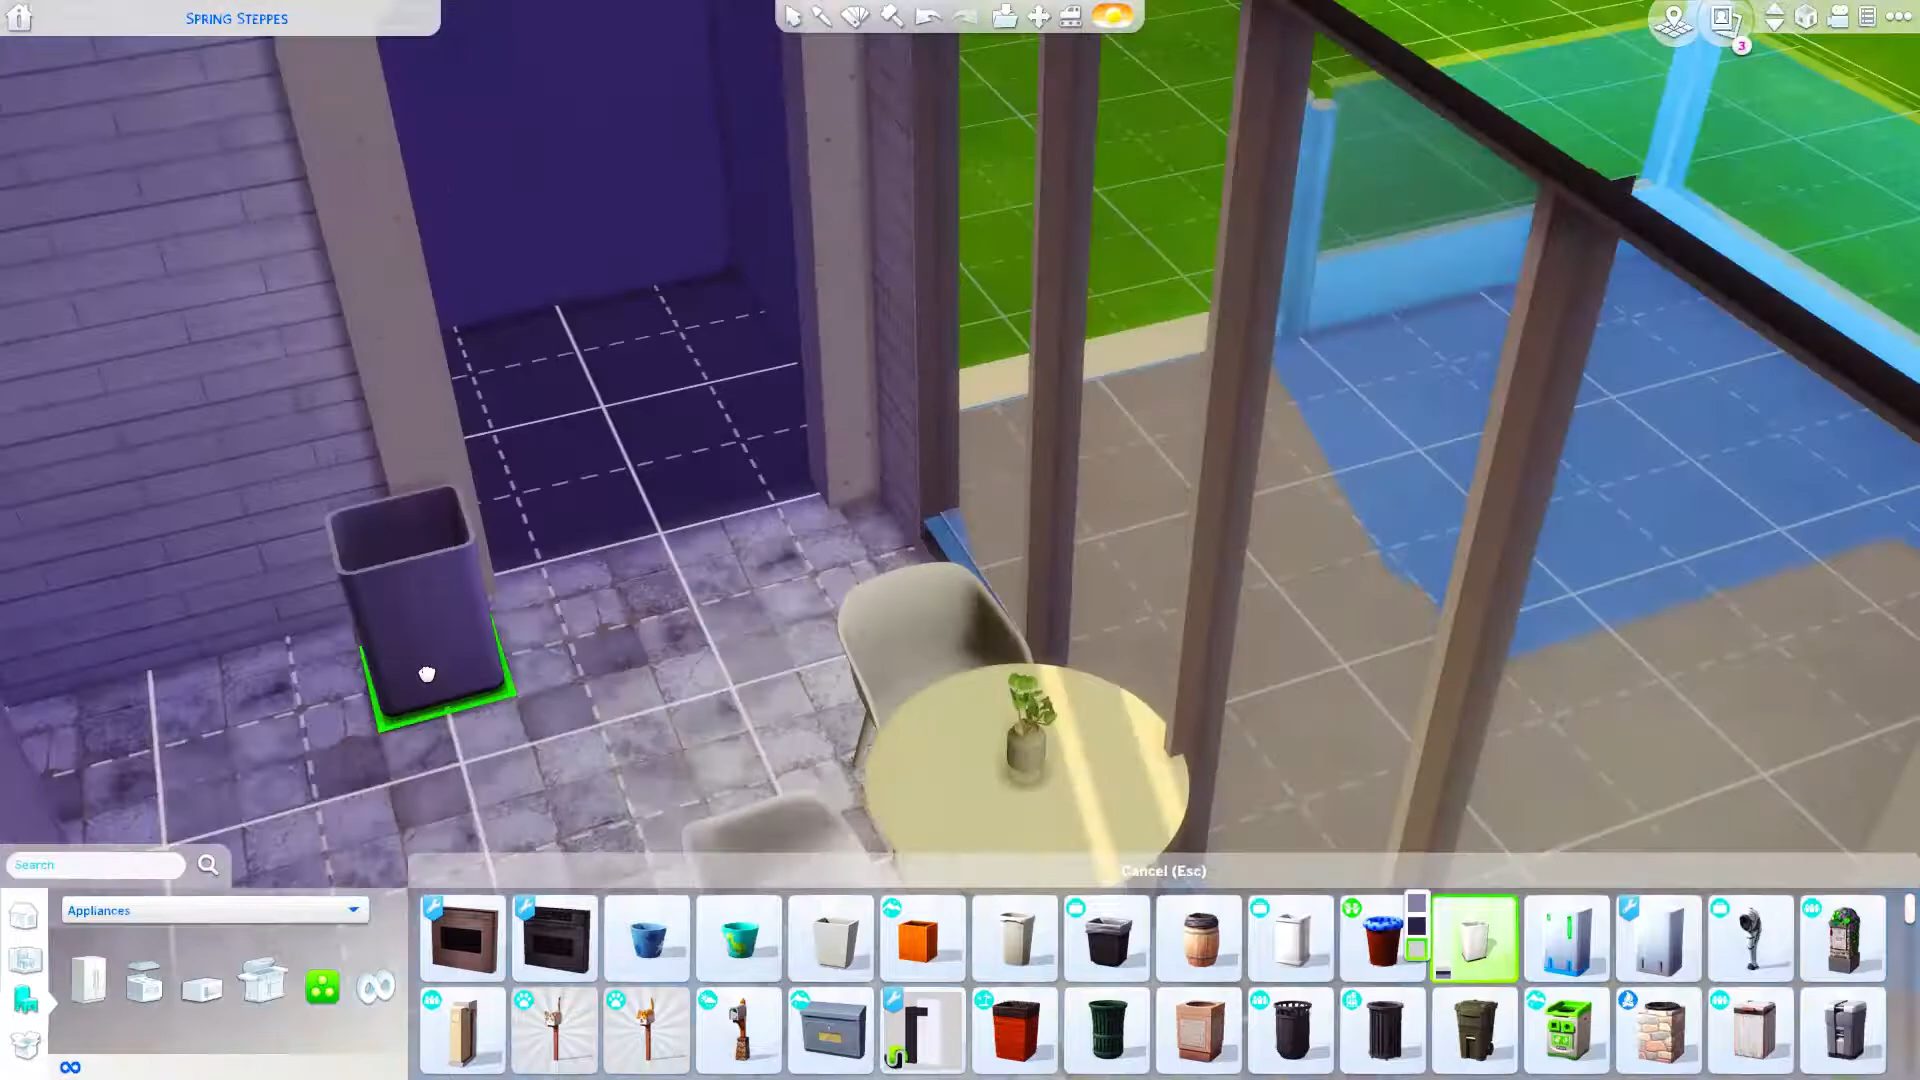 SPRING STEPPES
3
Cancel (Esc)
Search
Appliances